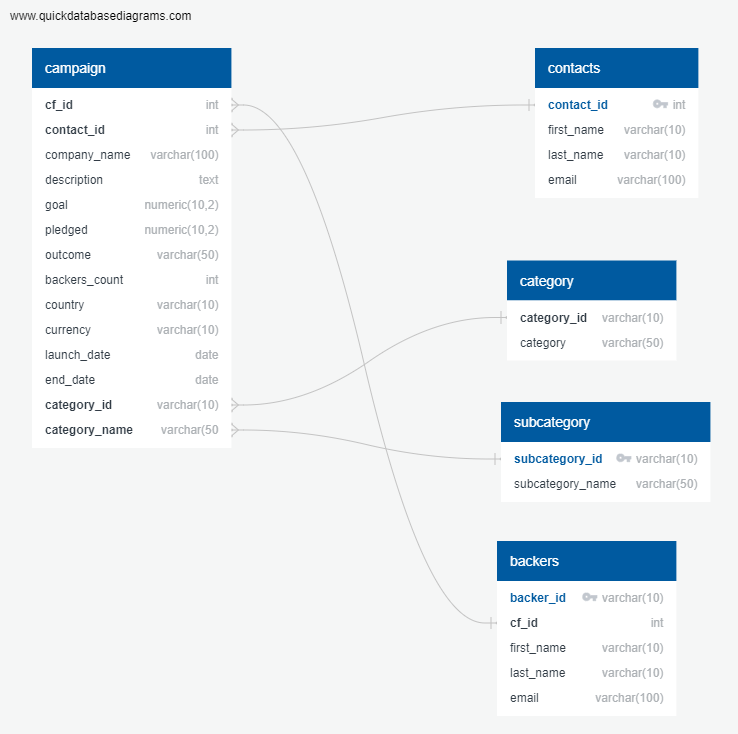 www.quickdatabasediagrams.com
campaign
cf_id int
contact_id int
company_name varchar(100)
description text
goal numeric(10,2)
pledged numeric(10,2)
outcome varchar(50)
backers_count int
country varchar(10)
currency varchar(10)
launch_date date
end_date date
category_id varchar(10)
category_name varchar(50
contacts
contact_id int
first_name varchar(10)
last_name varchar(10)
email varchar(100)
category
category_id varchar(10)
category varchar(50)
subcategory
subcategory_id varchar(10)
subcategory_name varchar(50)
backers
backer_id varchar(10)
cf_id int
first_name varchar(10)
last_name varchar(10)
email varchar(100)